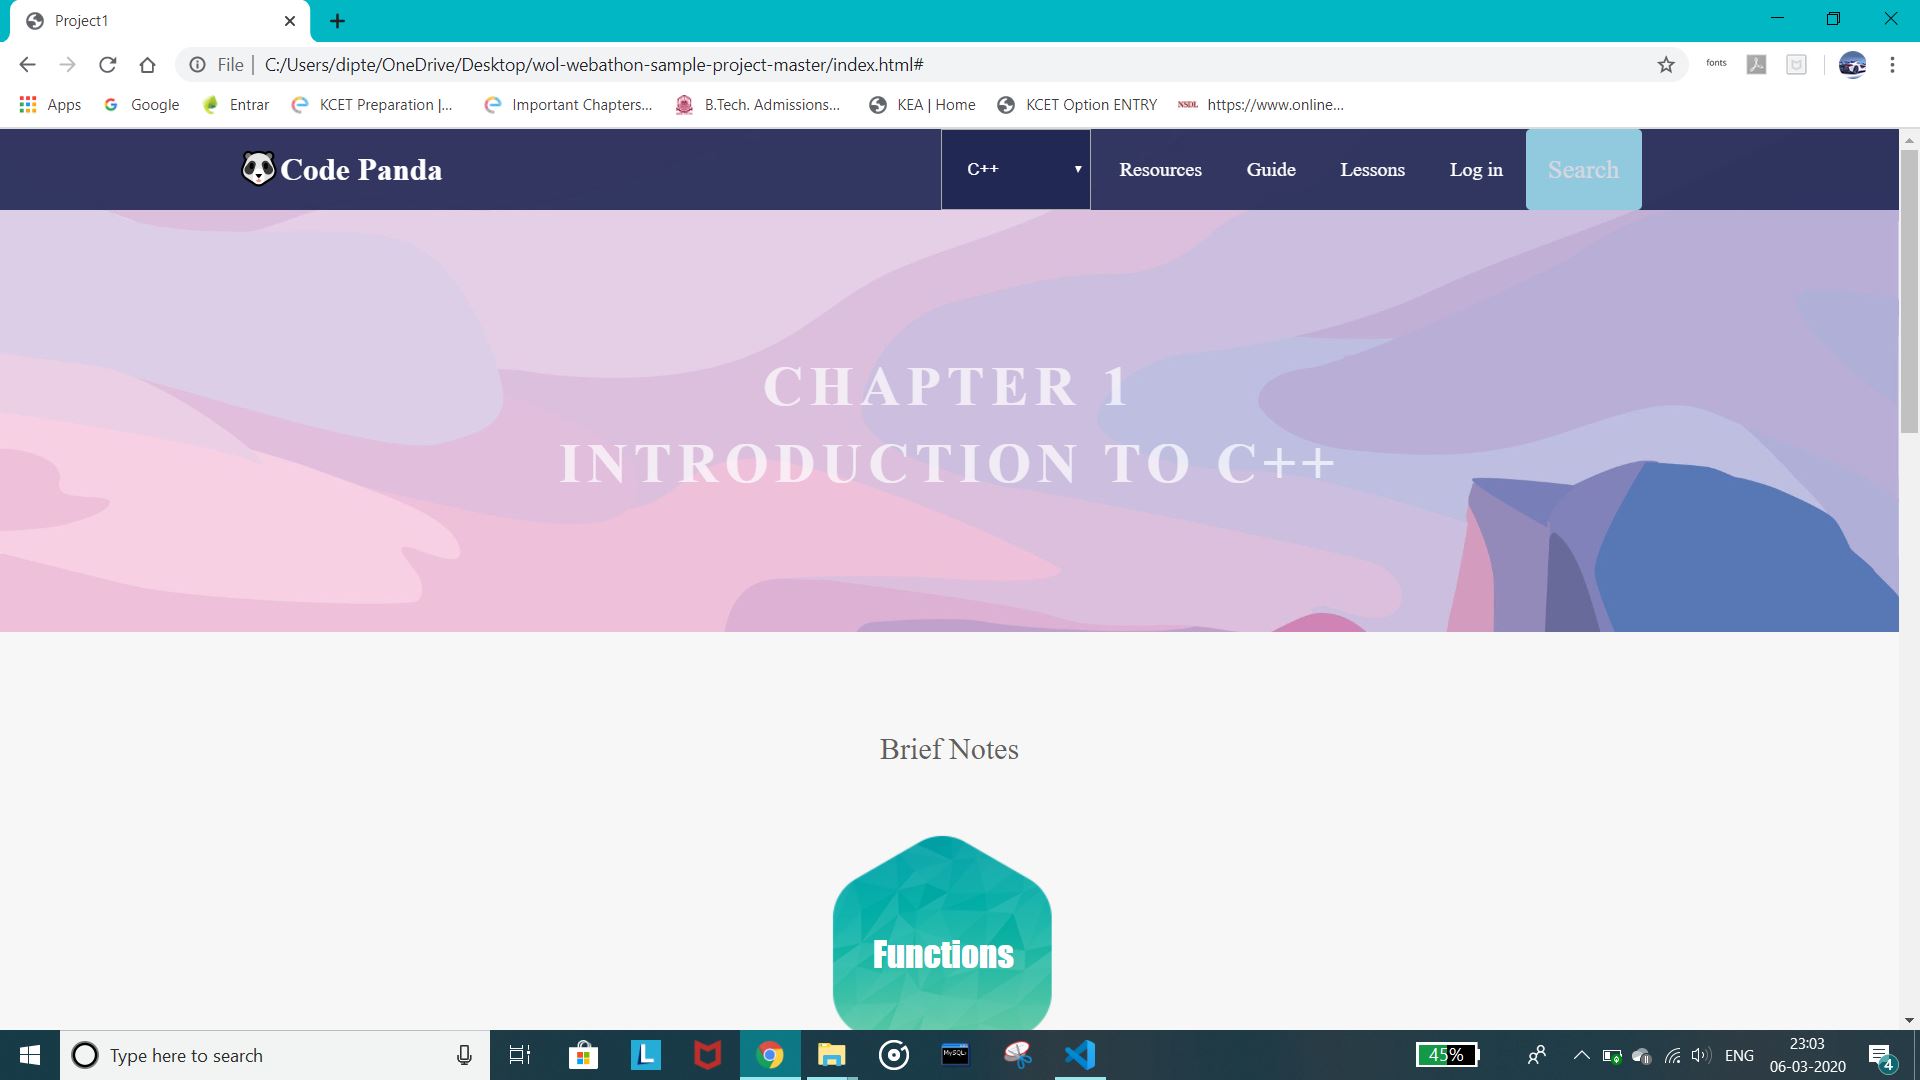 Project1
File
C:/Users/dipte/OneDrive/Desktop/wol-webathon-sample-project-master/index.html#
fonts
Apps
Google
Entrar
KCET Preparation |...
Important Chapters...
B.Tech. Admissions...
KEA | Home
KCET Option ENTRY
NSDL
https://www.online...
Code Panda
C++
Resources
Guide
Lessons
Log in
Search
CHAPTER 1
INTRODUCTION TO C++
Brief Notes
Functions
Type here to search
L
MySQL
45%
ENG
23:03
06-03-2020
4